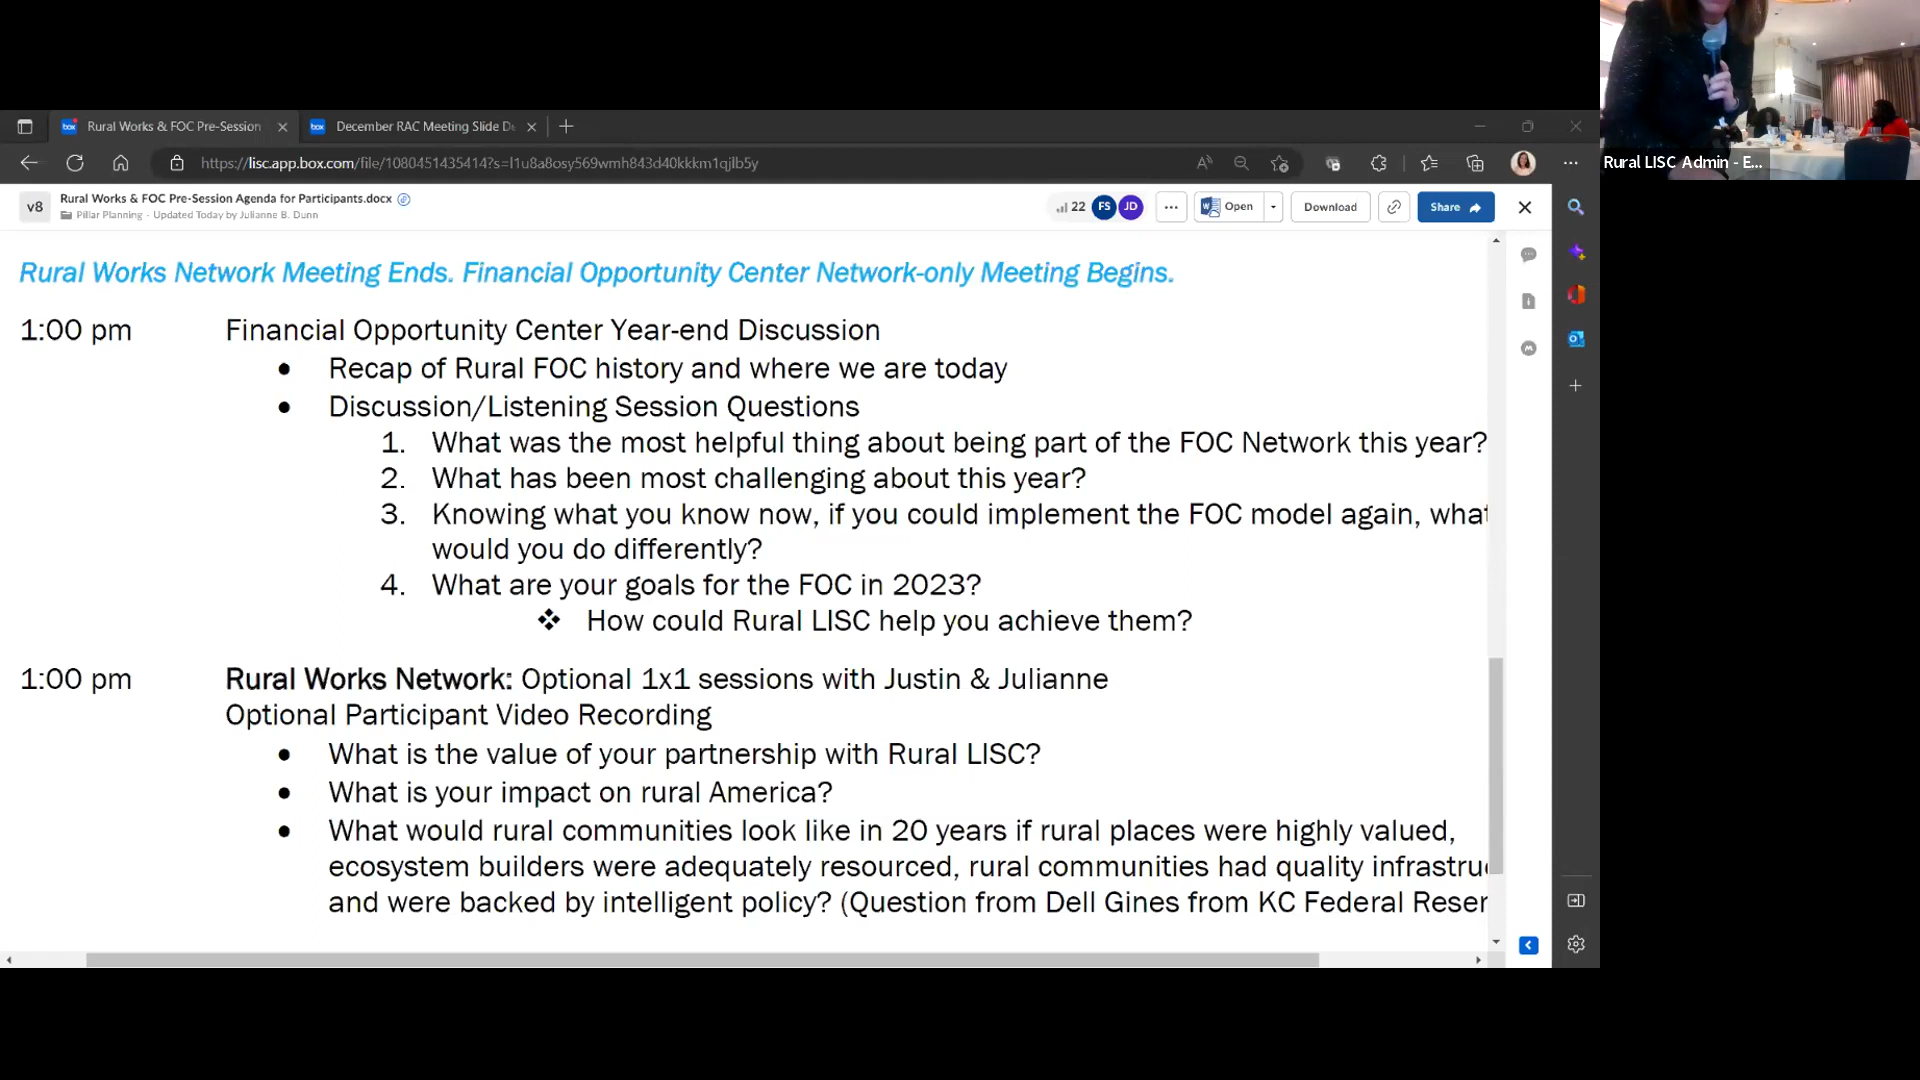 Rural Works & FOC Pre-Session
December RAC Meeting Slide D
https://lisc.app.box.com/file/1080451435414?s=l1u8a8osy569wmh843d40kkkm1qjlb5y
v8
Rural Works & FOC Pre-Session Agenda for Participants.docx
Pillar Planning - Updated Today by Julianne B. Dunn
22 FS JD
Open
Download
Share
Rural Works Network Meeting Ends. Financial Opportunity Center Network-only Meeting Begins.
1:00 pm Financial Opportunity Center Year-end Discussion
• Recap of Rural FOC history and where we are today
• Discussion/Listening Session Questions
1. What was the most helpful thing about being part of the FOC Network this year?
2. What has been most challenging about this year?
3. Knowing what you know now, if you could implement the FOC model again, what
would you do differently?
4. What are your goals for the FOC in 2023?
❖ How could Rural LISC help you achieve them?
1:00 pm Rural Works Network: Optional 1x1 sessions with Justin & Julianne
Optional Participant Video Recording
• What is the value of your partnership with Rural LISC?
• What is your impact on rural America?
• What would rural communities look like in 20 years if rural places were highly valued,
ecosystem builders were adequately resourced, rural communities had quality infrastru
and were backed by intelligent policy? (Question from Dell Gines from KC Federal Reser
Rural LISC Admin - E...